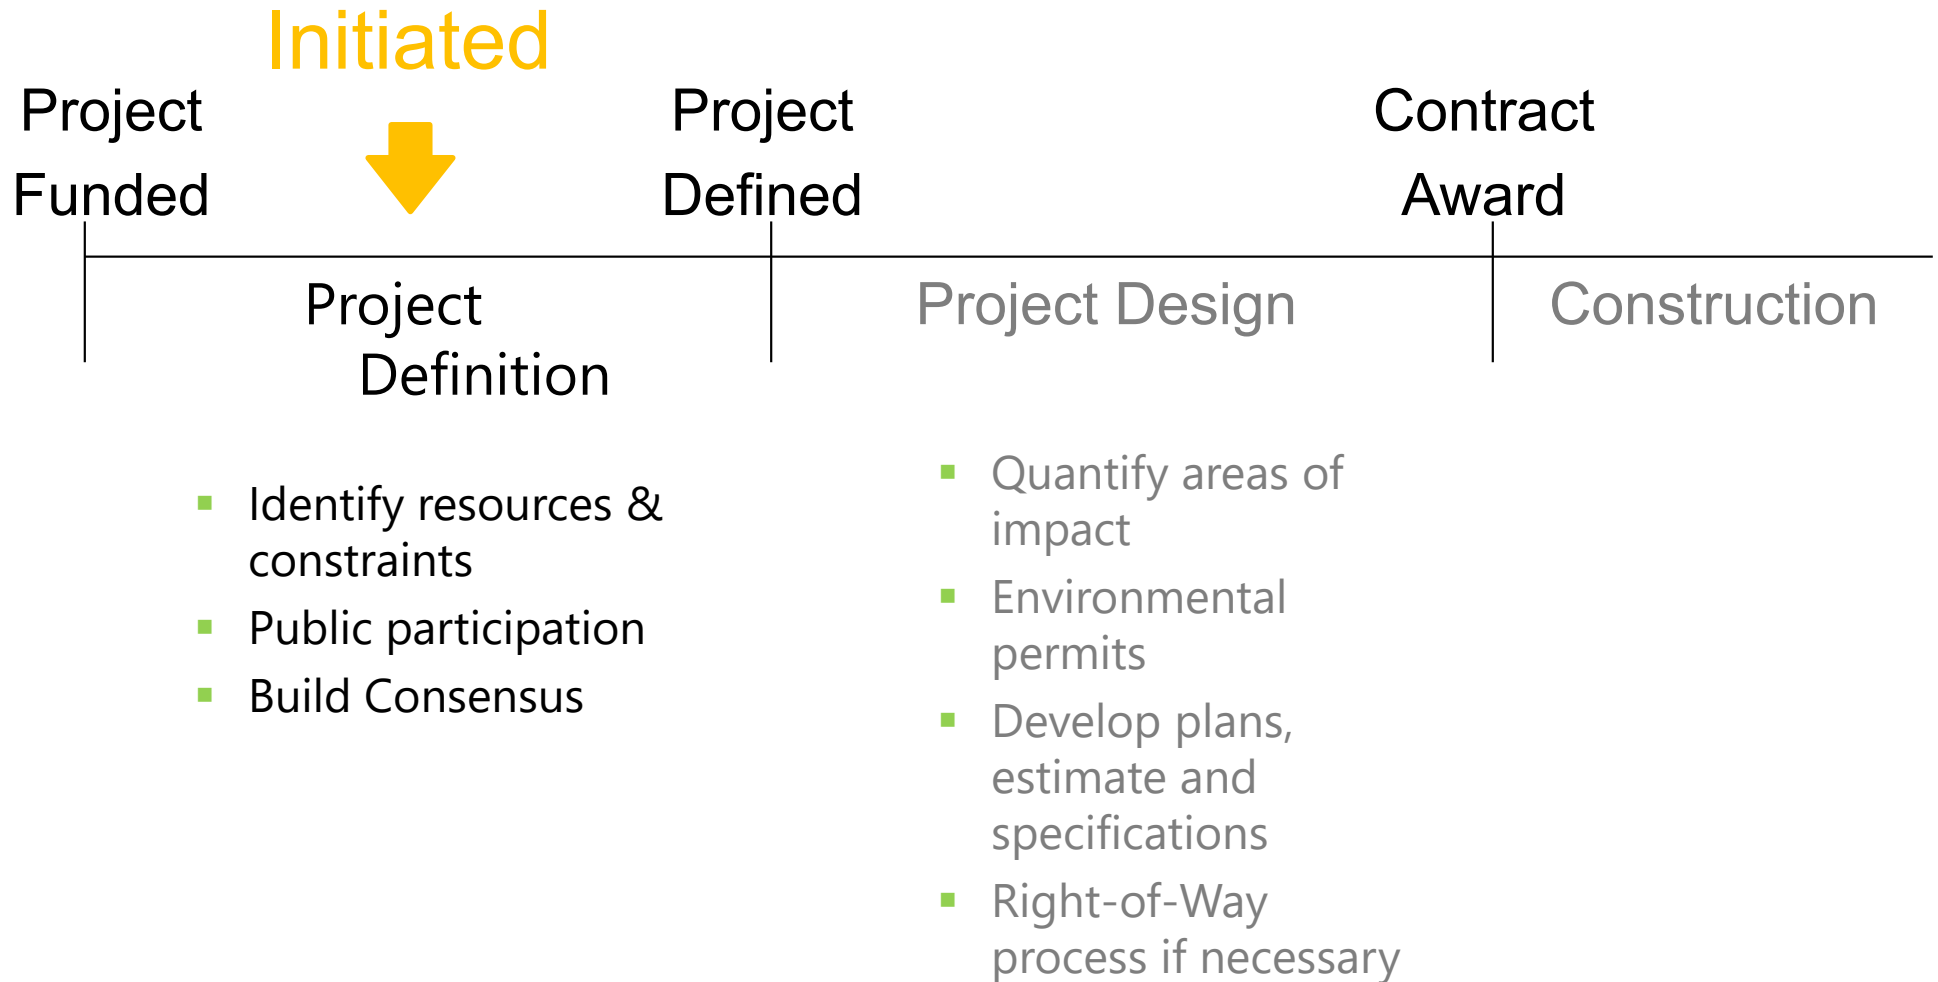 Initiated
Project
Funded
Project
Defined
Contract
Award
Project
Definition
Project Design
Construction
▪ Identify resources &
constraints
▪ Public participation
▪ Build Consensus
▪ Quantify areas of
impact
▪ Environmental
permits
▪ Develop plans,
estimate and
specifications
▪ Right-of-Way
process if necessary